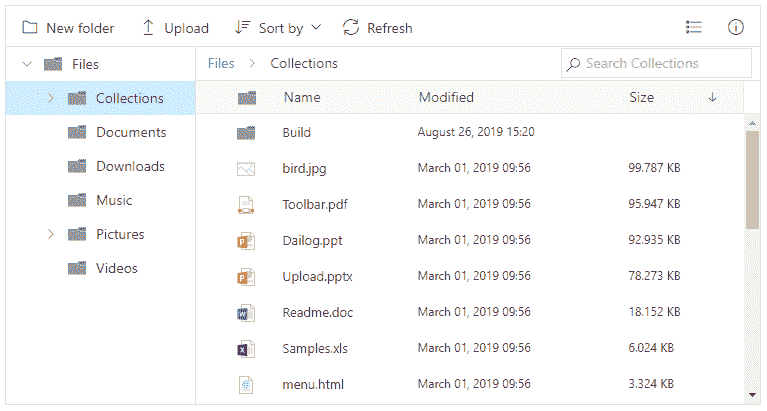 New folder Upload Sort by Refresh
Files
Collections
Documents
Downloads
Music
Pictures
Videos
Files Collections Search Collections
Name Modified Size
Build August 26, 2019 15:20
bird.jpg March 01, 2019 09:56 99.787 KB
Toolbar.pdf March 01, 2019 09:56 95.947 KB
Dailog.ppt March 01, 2019 09:56 92.935 KB
Upload.pptx March 01, 2019 09:56 78.273 KB
Readme.doc March 01, 2019 09:56 18.152 KB
Samples.xls March 01, 2019 09:56 6.024 KB
menu.html March 01, 2019 09:56 3.324 KB